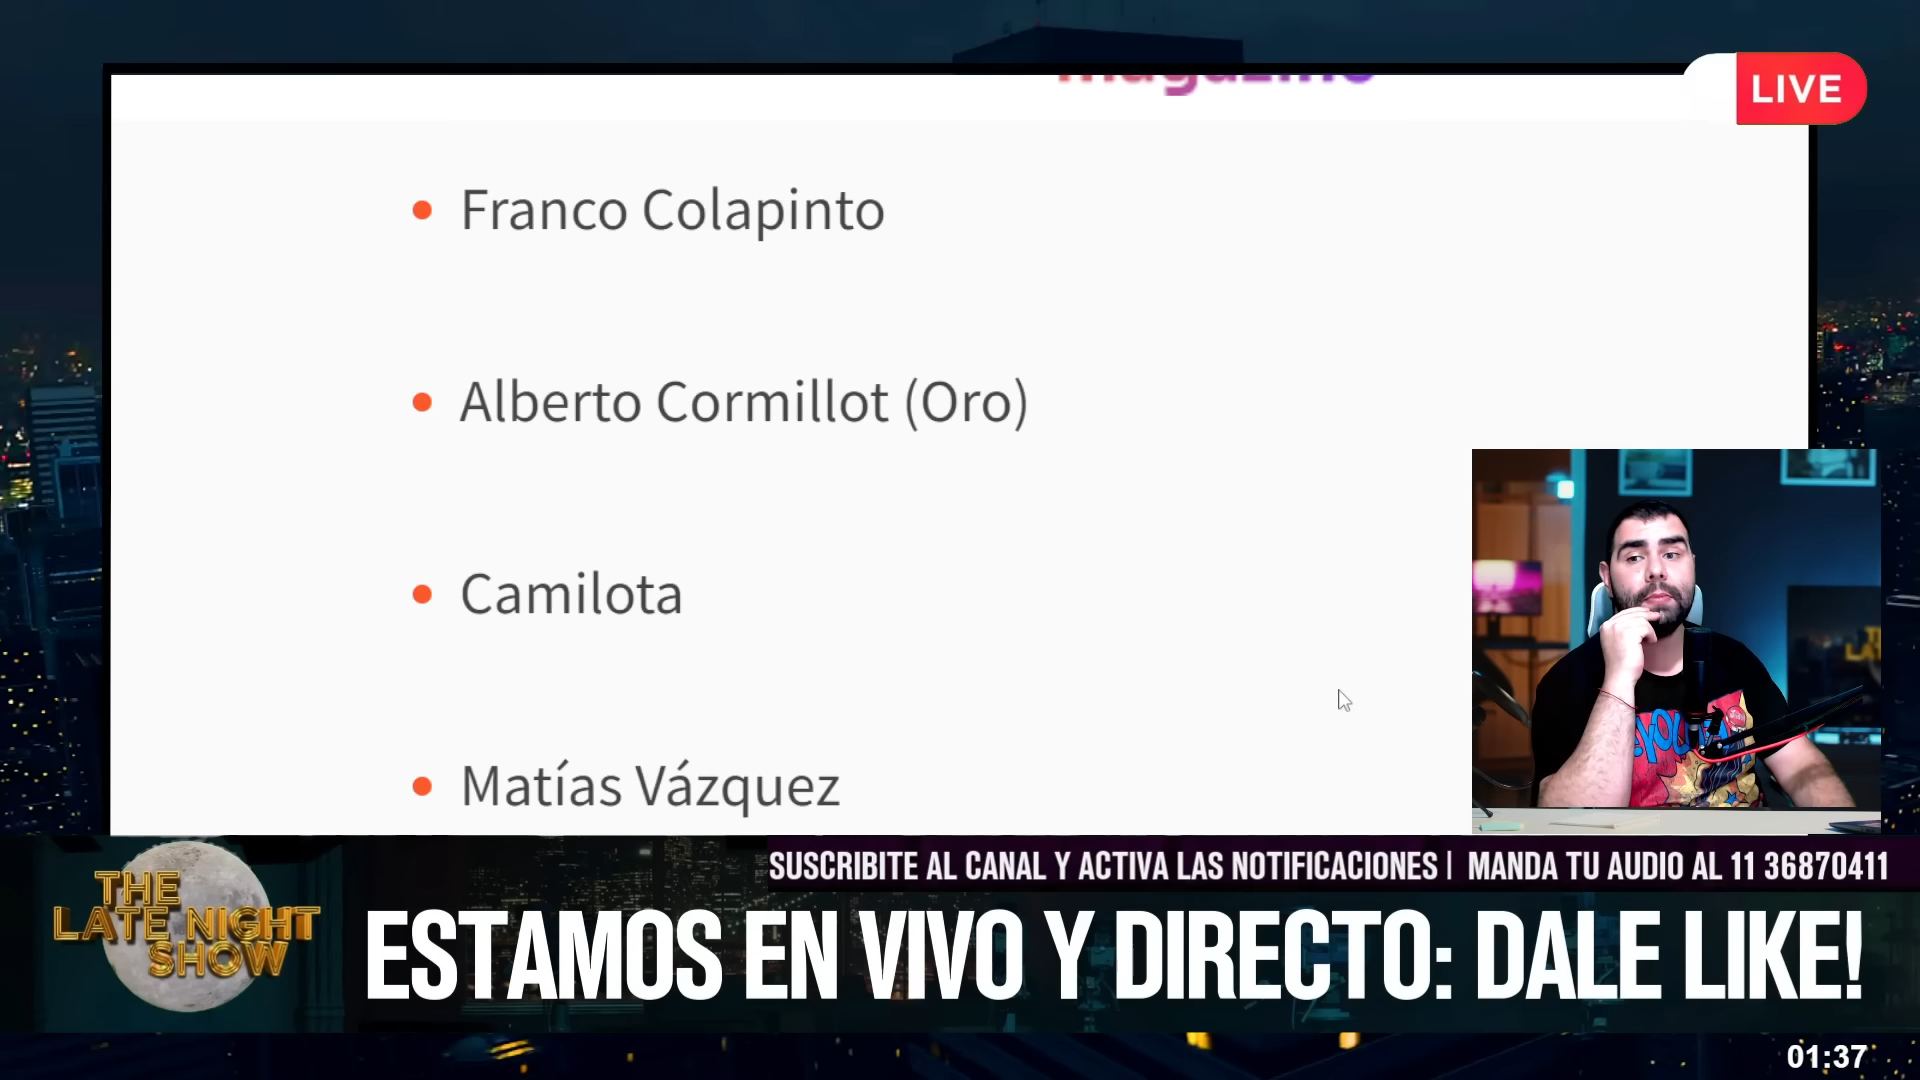 magazine
LIVE
Franco Colapinto
Alberto Cormillot (Oro)
Camilota
Matías Vázquez
SUSCRIBITE AL CANAL Y ACTIVA LAS NOTIFICACIONES | MANDA TU AUDIO AL 11 36870411
THE
LATE NIGHT
SHOW
ESTAMOS EN VIVO Y DIRECTO: DALE LIKE!
01:37